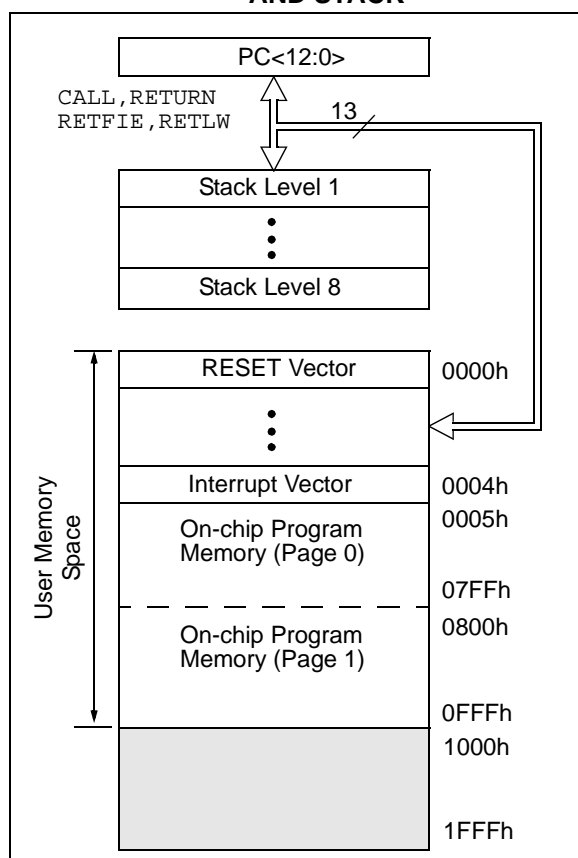 AND STACK
PC<12:0>
CALL,RETURN
RETFIE,RETLW
13
Stack Level 1
Stack Level 8
RESET Vector
0000h
Interrupt Vector
0004h
0005h
On-chip Program
Memory (Page 0)
07FFh
0800h
On-chip Program
Memory (Page 1)
0FFFh
1000h
1FFFh
User Memory
Space